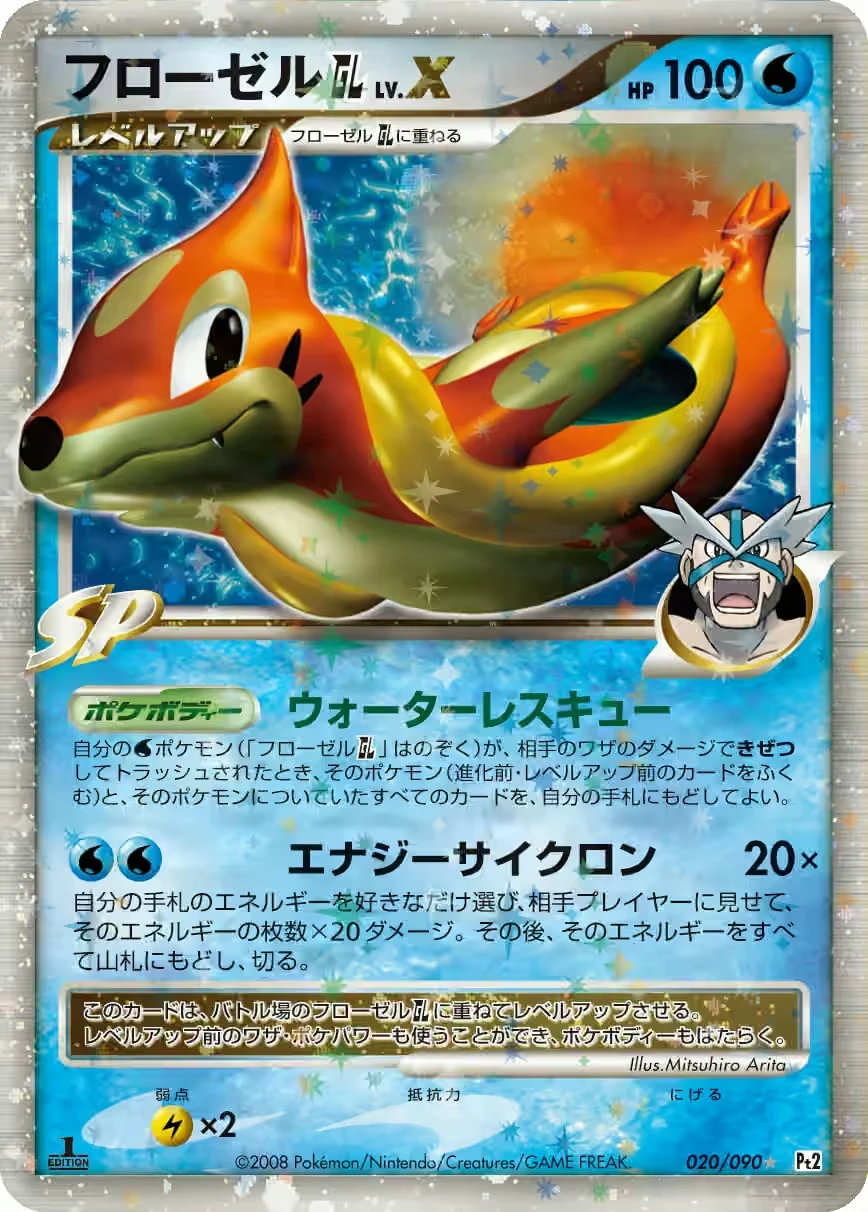 フローゼル GL LV.X HP 100
レベルアップ フローゼル GL に重ねる
SP
ポケボディー ウォーターレスキュー
自分の ポケモン(「フローゼル GL 」はのぞく)が、相手のワザのダメージできぜつ
してトラッシュされたとき、そのポケモン(進化前・レベルアップ前のカードをふく
む)と、そのポケモンについていたすべてのカードを、自分の手札にもどしてよい。
エナジーサイクロン 20×
自分の手札のエネルギーを好きなだけ選び、相手プレイヤーに見せて、
そのエネルギーの枚数×20ダメージ。その後、そのエネルギーをすべ
て山札にもどし、切る。
このカードは、バトル場のフローゼル GL に重ねてレベルアップさせる。
レベルアップ前のワザ・ポケパワーも使うことができ、ポケボディーもはたらく。
Illus.Mitsuhiro Arita
弱点 抵抗力 にげる
×2
1 EDITION ©2008 Pokémon/Nintendo/Creatures/GAME FREAK. 020/090 Pt2